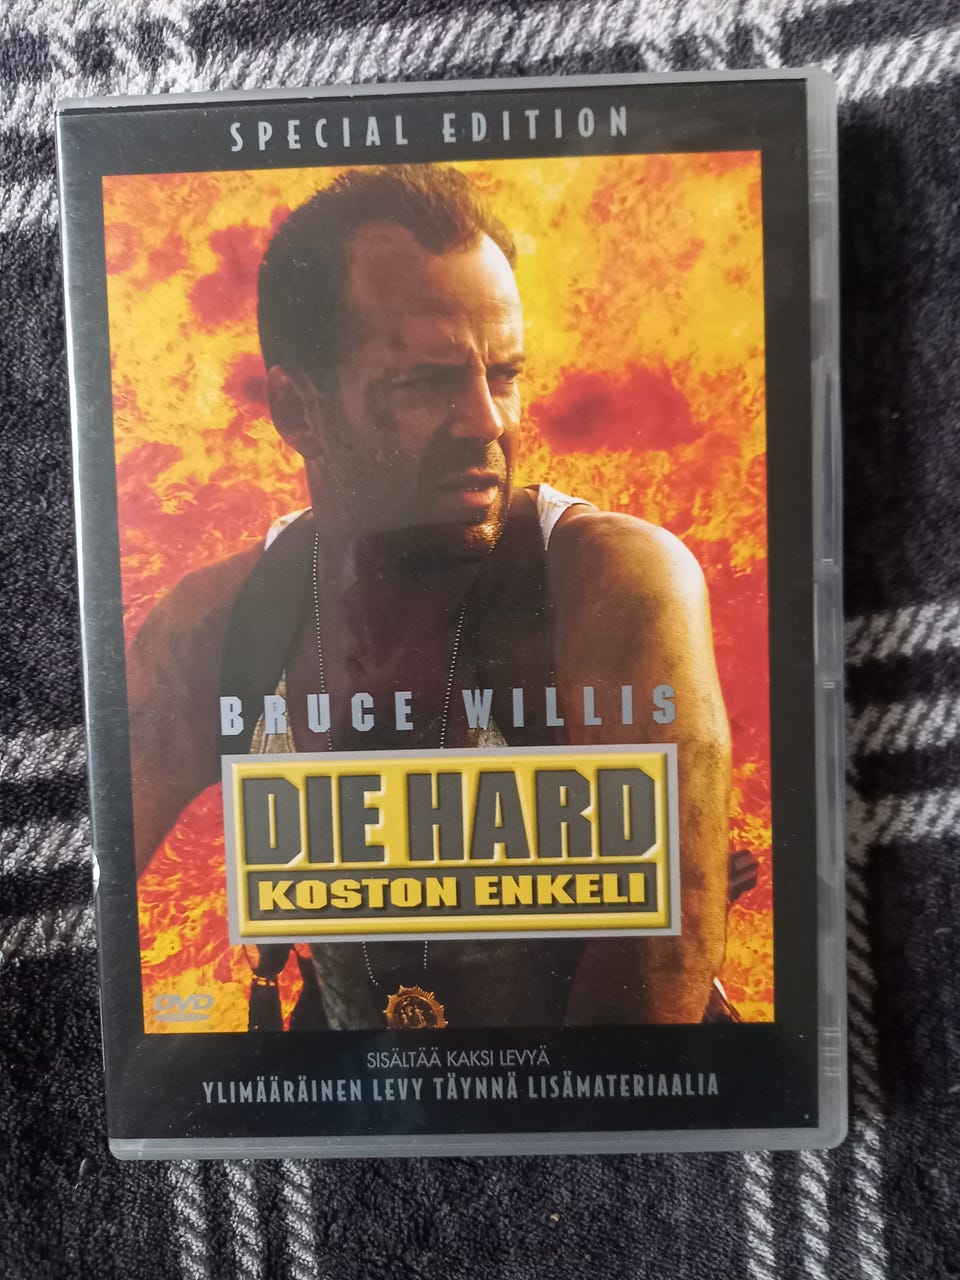 SPECIAL EDITION
BRUCE WILLIS
DIE HARD
KOSTON ENKELI
DVD
SISÄLTÄÄ KAKSI LEVYÄ
YLIMÄÄRÄINEN LEVY TÄYNNÄ LISÄMATERIAALIA